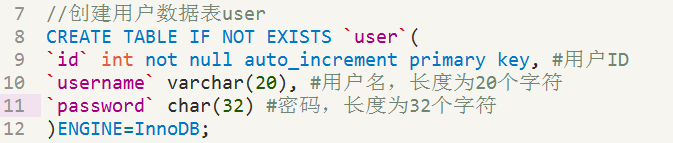 7 //创建用户数据表user
8 CREATE TABLE IF NOT EXISTS `user`(
9 `id` int not null auto_increment primary key, #用户ID
10 `username` varchar(20), #用户名，长度为20个字符
11 `password` char(32) #密码，长度为32个字符
12 )ENGINE=InnoDB;